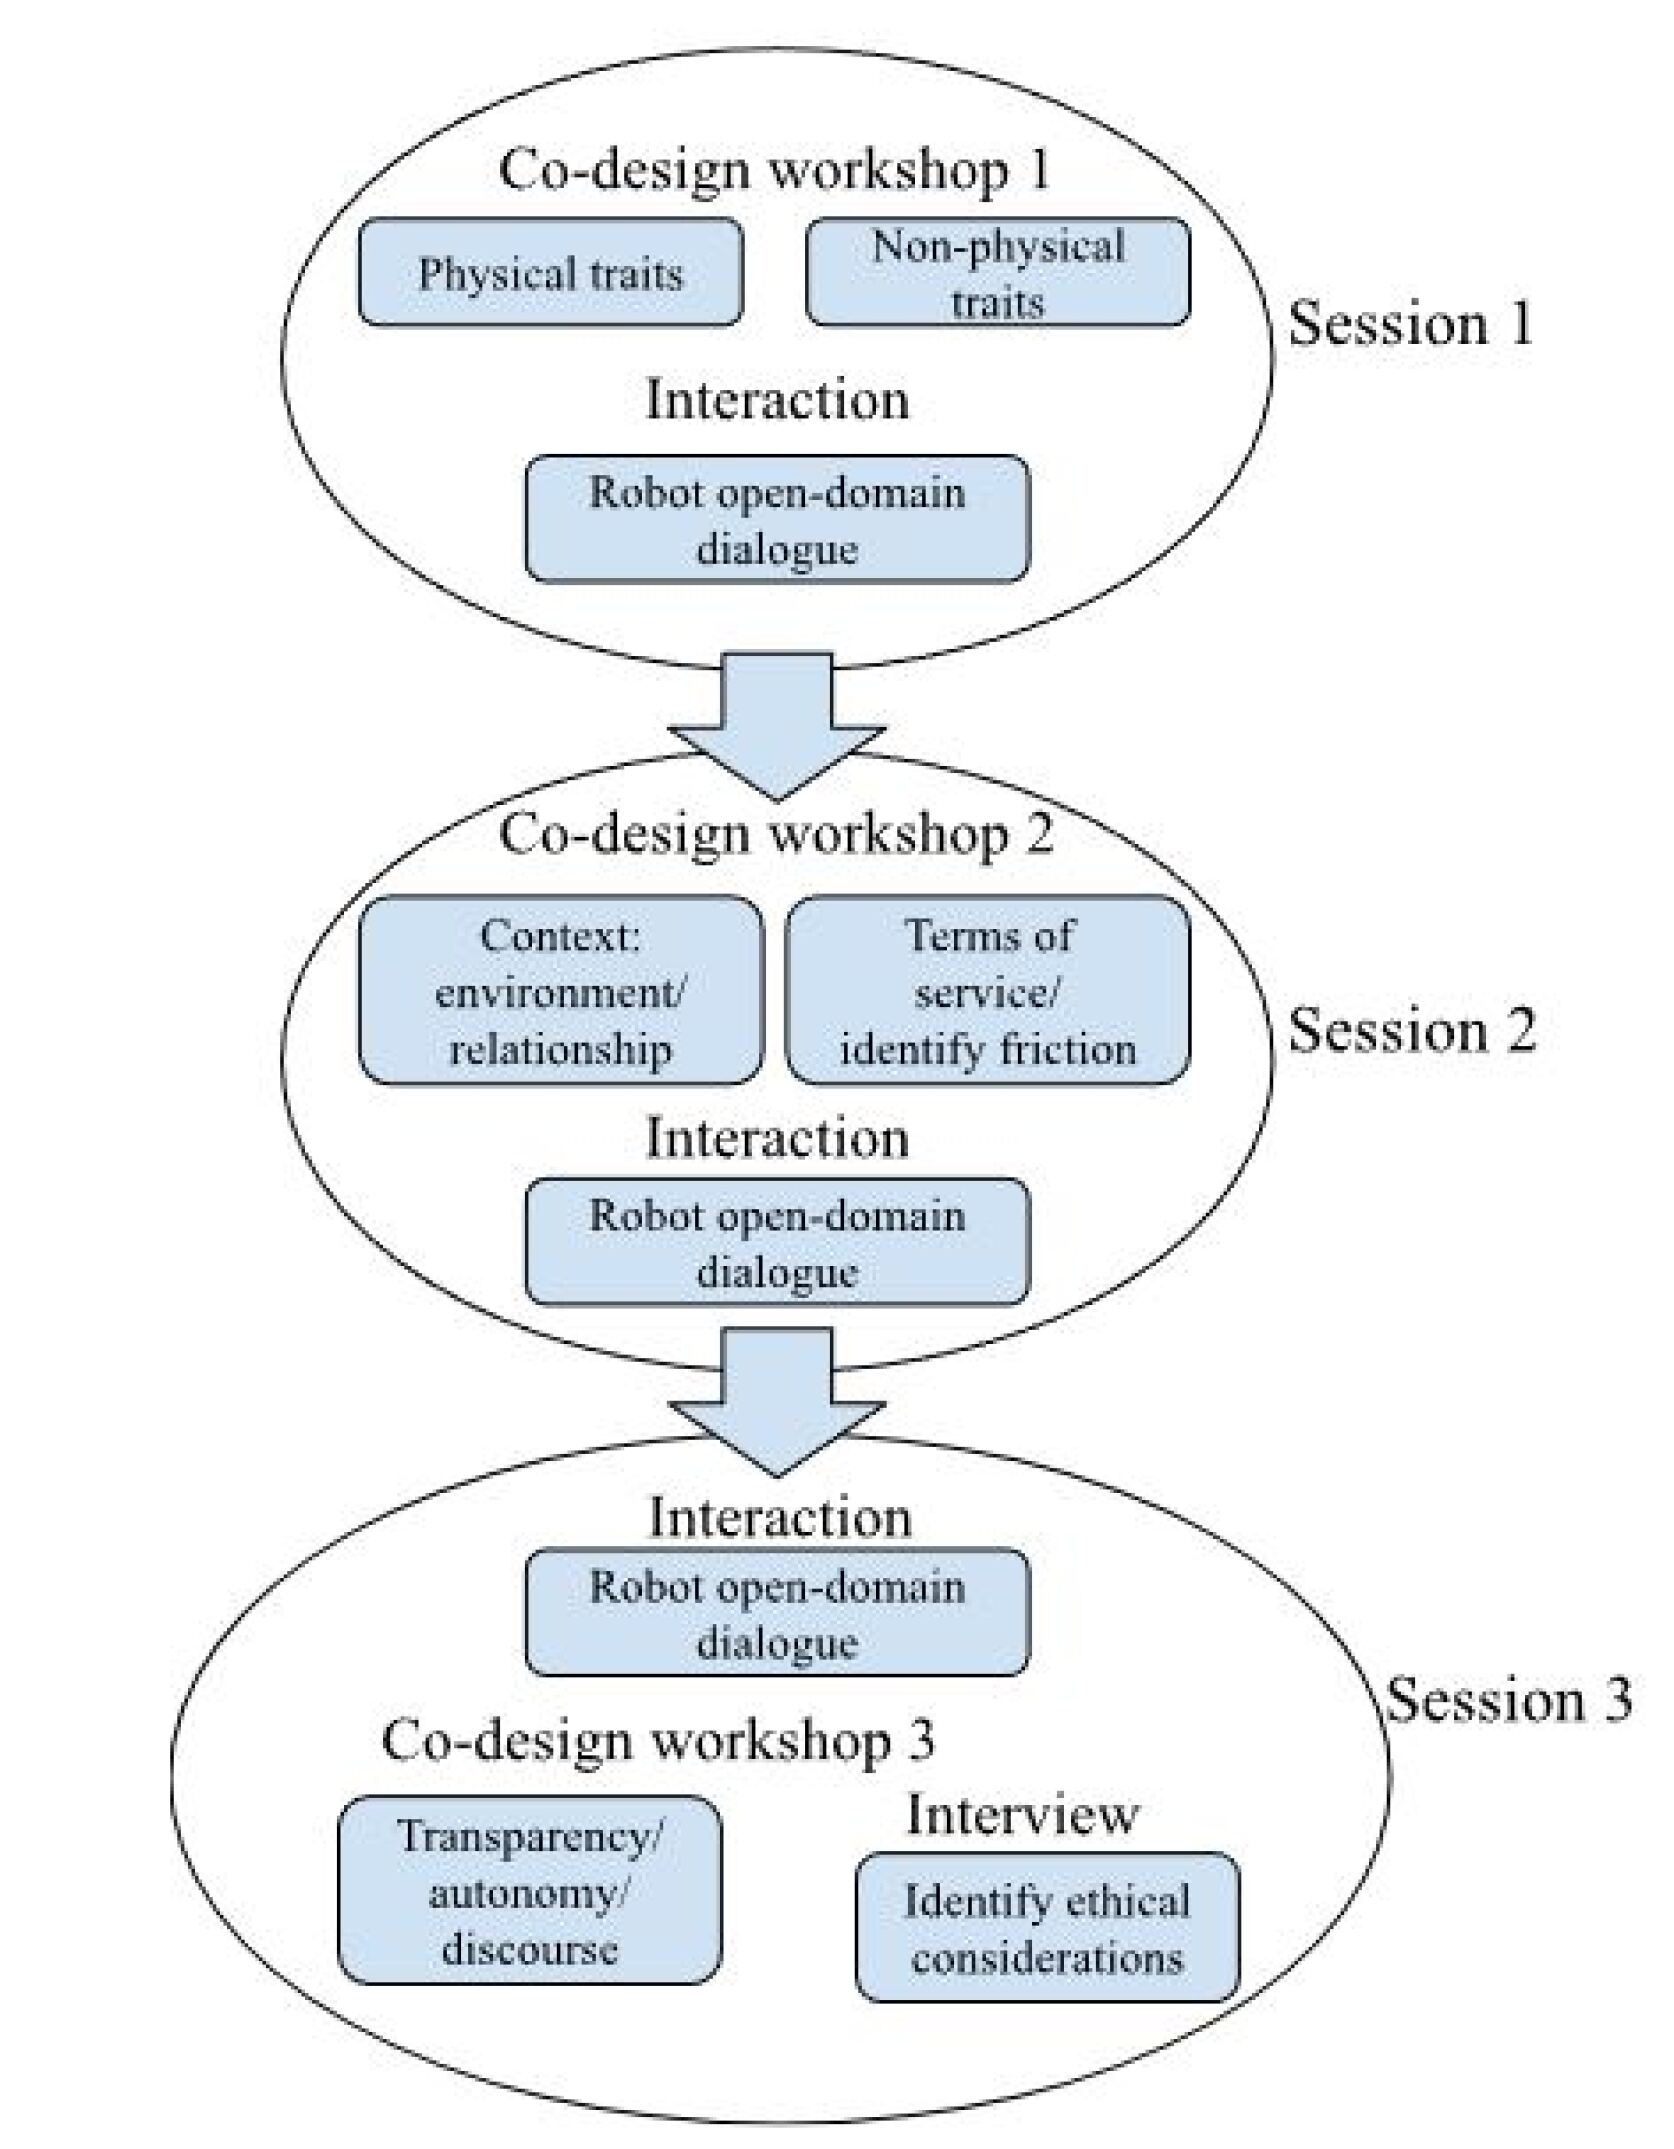 Co-design workshop 1
Physical traits
Non-physical
traits
Session 1
Interaction
Robot open-domain
dialogue
Co-design workshop 2
Context:
environment/
relationship
Terms of
service/
identify friction
Session 2
Interaction
Robot open-domain
dialogue
Interaction
Robot open-domain
dialogue
Session 3
Co-design workshop 3
Transparency/
autonomy/
discourse
Interview
Identify ethical
considerations